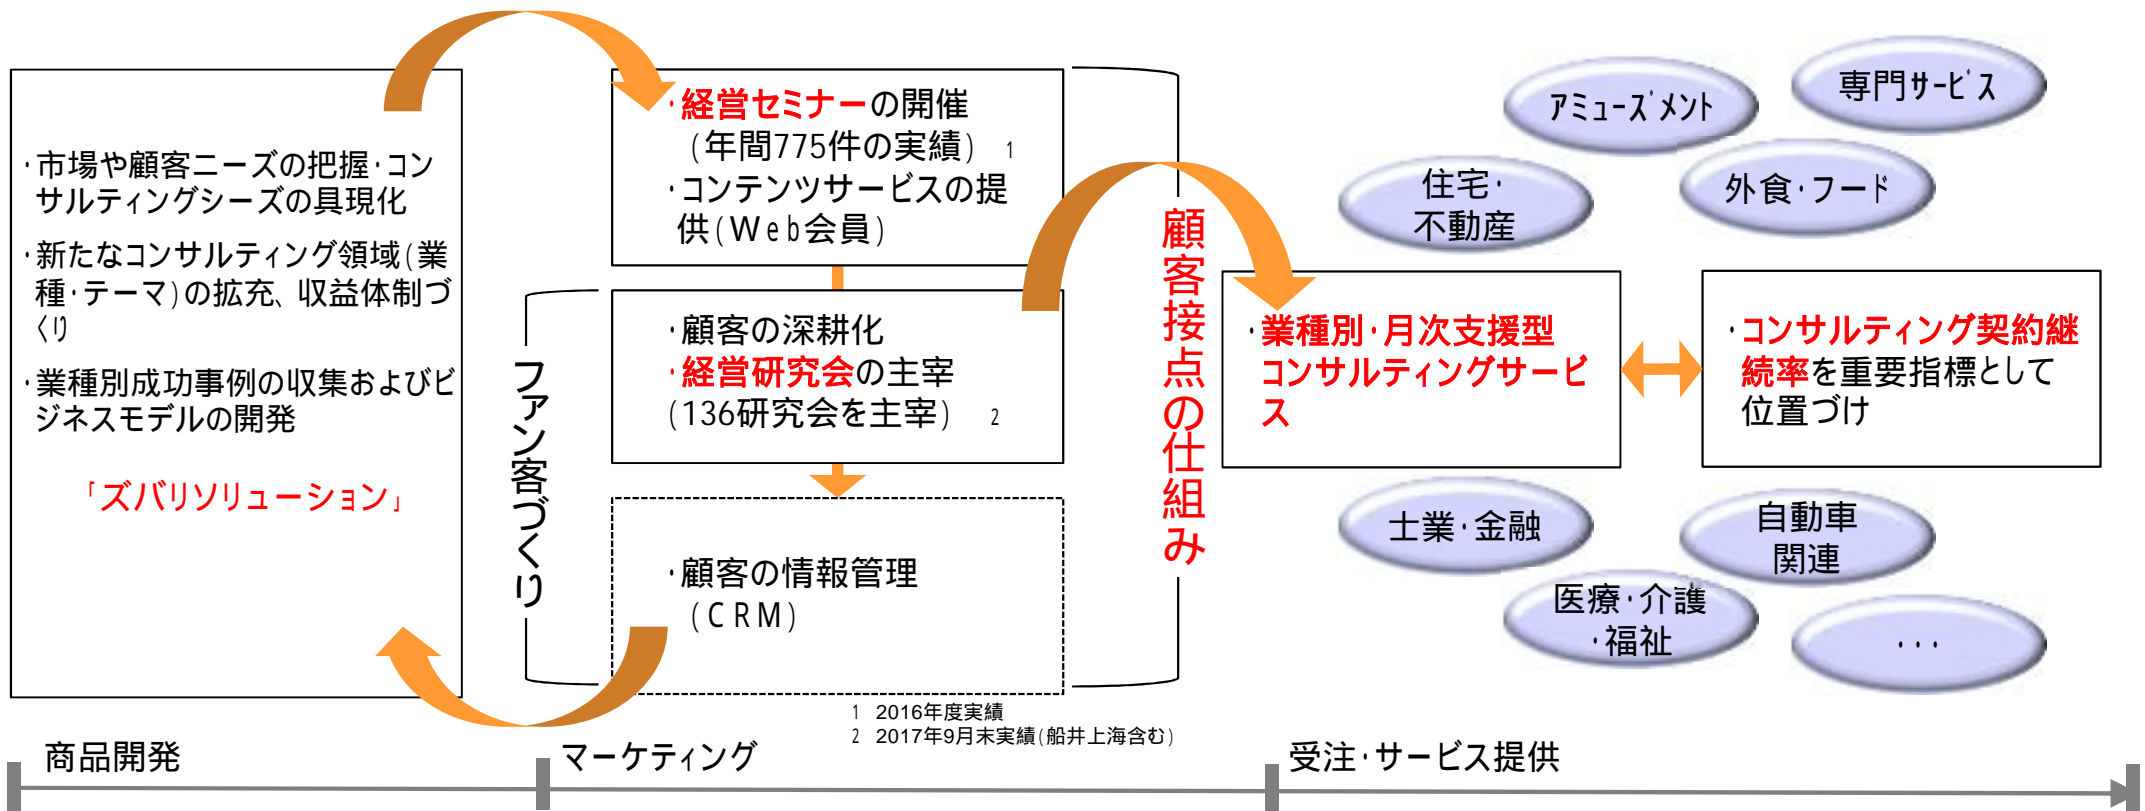 ・市場や顧客ニーズの把握・コン
サルティングシーズの具現化
・新たなコンサルティング領域(業
種・テーマ)の拡充、収益体制づ
くり
・業種別成功事例の収集およびビ
ジネスモデルの開発
「ズバリソリューション」
・経営セミナーの開催
(年間775件の実績) 1
・コンテンツサービスの提
供(Web会員)
・顧客の深耕化
・経営研究会の主宰
(136研究会を主宰) 2
・顧客の情報管理
(CRM)
ファン客づくり
顧客接点の仕組み
1 2016年度実績
2 2017年9月末実績(船井上海含む)
アミューズメント
専門サービス
住宅・
不動産
外食・フード
・業種別・月次支援型
コンサルティングサービ
ス
・コンサルティング契約継
続率を重要指標として
位置づけ
士業・金融
自動車
関連
医療・介護
・福祉
・・・
商品開発
マーケティング
受注・サービス提供